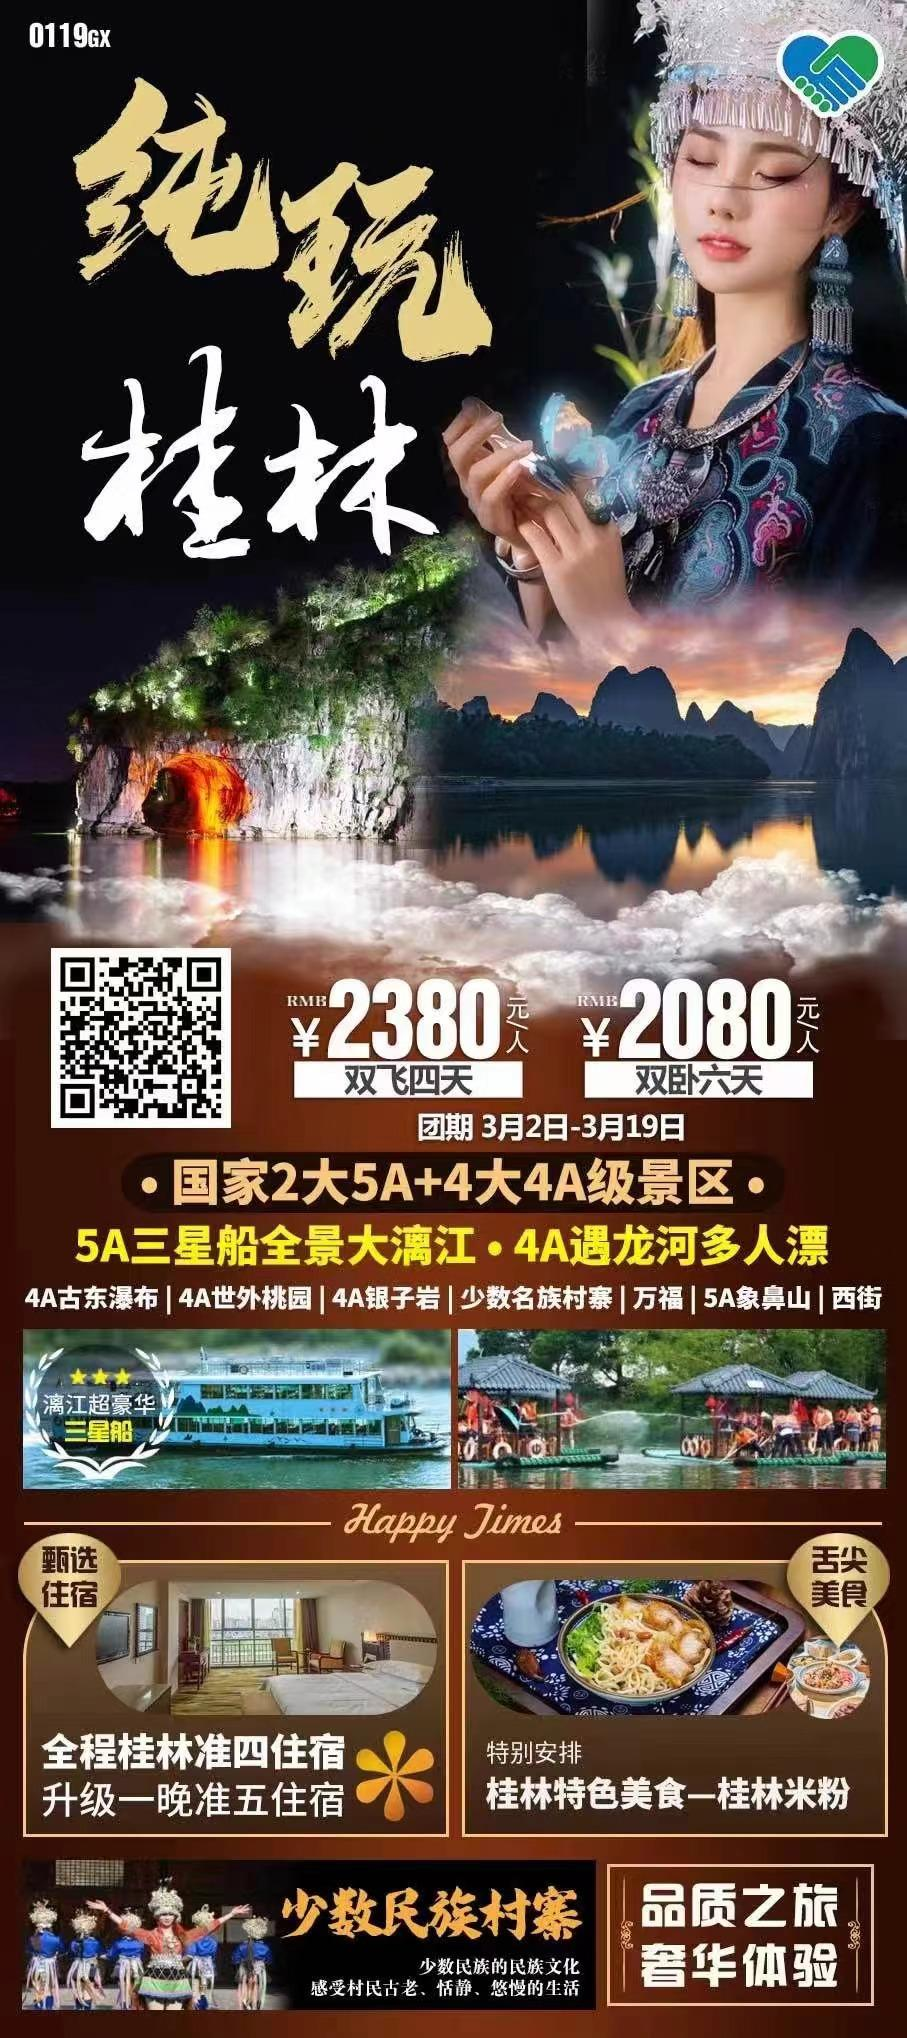 0119GX
纯玩
桂林
RMB
¥2380元/人
双飞四天
RMB
¥2080元/人
双卧六天
团期 3月2日-3月19日
•国家2大5A+4大4A级景区•
5A三星船全景大漓江•4A遇龙河多人漂
4A古东瀑布|4A世外桃园|4A银子岩|少数名族村寨|万福|5A象鼻山|西街
★★★
漓江超豪华
三星船
Happy Times
甄选
住宿
全程桂林准四住宿
升级一晚准五住宿
舌尖
美食
特别安排
桂林特色美食—桂林米粉
少数民族村寨
少数民族的民族文化
感受村民古老、恬静、悠慢的生活
品质之旅
奢华体验